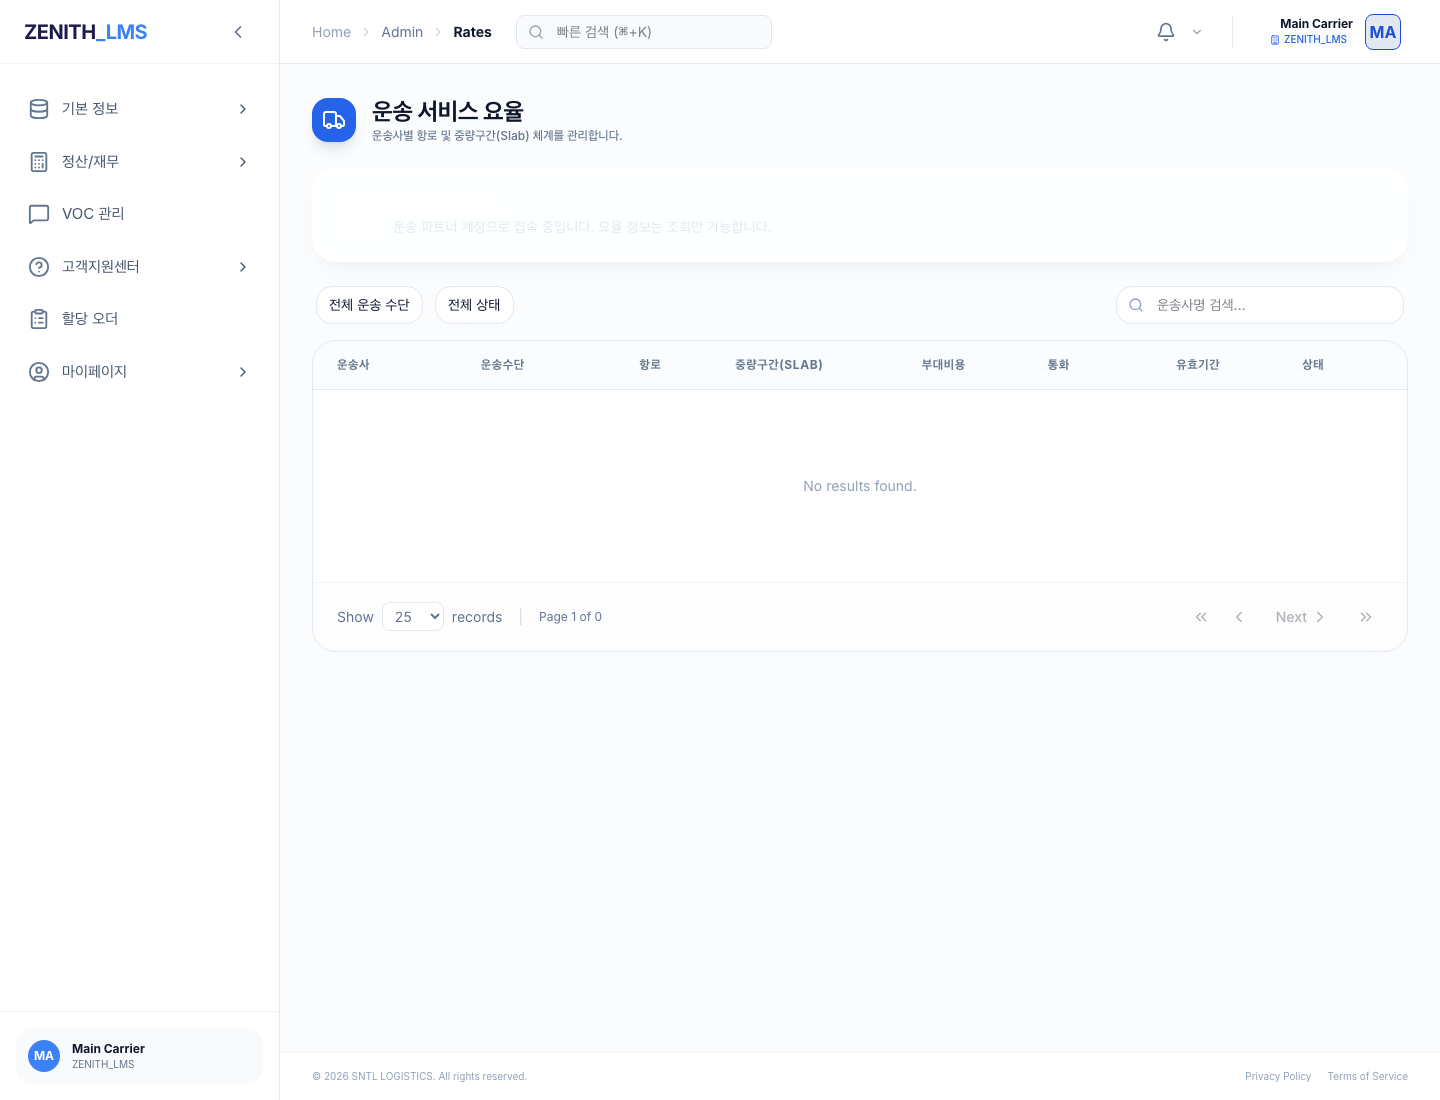 ZENITH_LMS
Home > Admin > Rates
빠른 검색 (⌘+K)
Main Carrier
ZENITH_LMS
MA
기본 정보
정산/재무
VOC 관리
고객지원센터
할당 오더
마이페이지
운송 서비스 요율
운송사별 항로 및 중량구간(Slab) 체계를 관리합니다.
운송 파트너 계정으로 접속 중입니다. 요율 정보는 조회만 가능합니다.
전체 운송 수단
전체 상태
운송사명 검색...
운송사 운송수단 항로 중량구간(SLAB) 부대비용 통화 유효기간 상태
No results found.
Show 25 records | Page 1 of 0
Next
MA
Main Carrier
ZENITH_LMS
© 2026 SNTL LOGISTICS. All rights reserved.
Privacy Policy Terms of Service